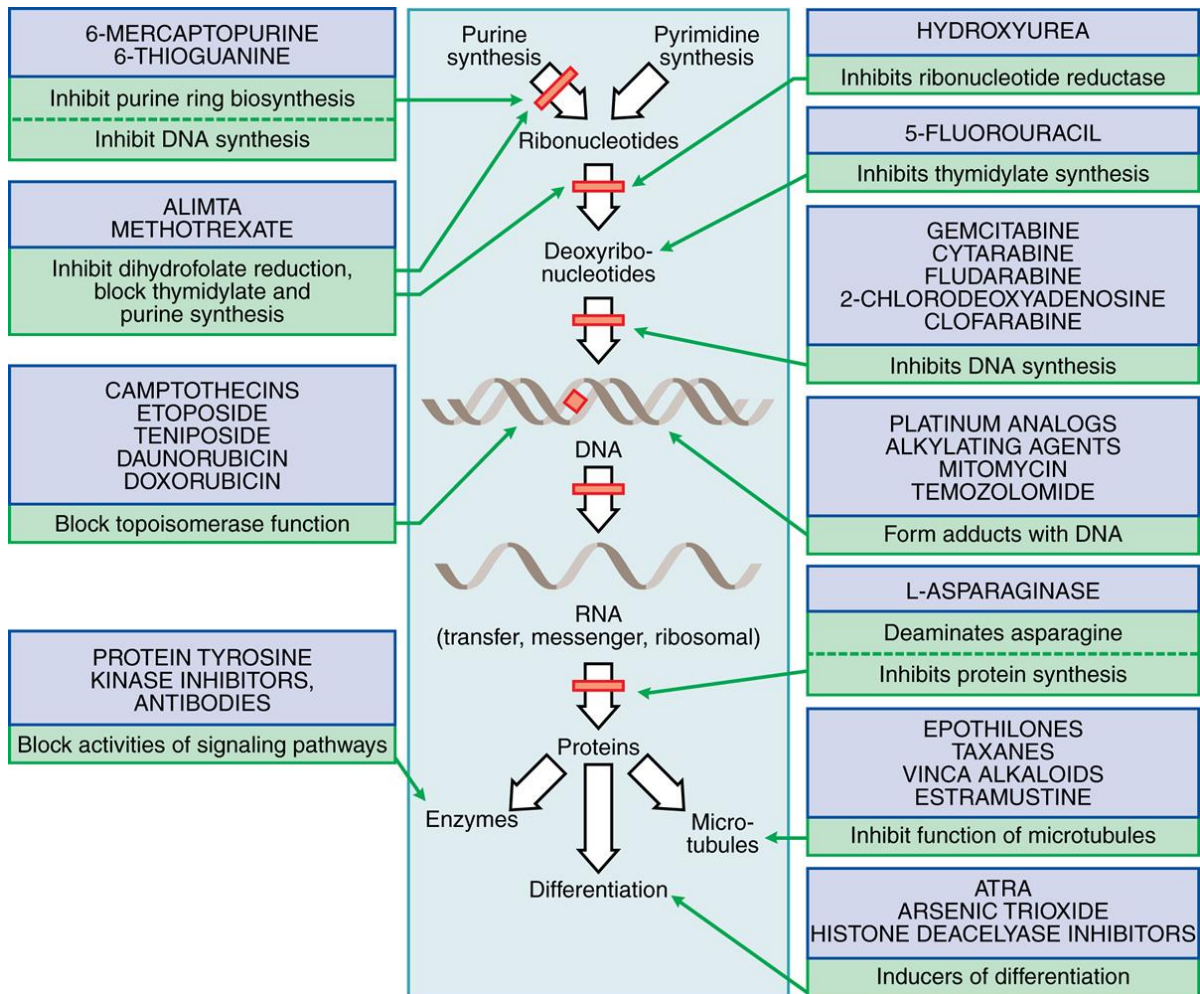 6-MERCAPTOPURINE
6-THIOGUANINE
Inhibit purine ring biosynthesis
Inhibit DNA synthesis
ALIMTA
METHOTREXATE
Inhibit dihydrofolate reduction,
block thymidylate and
purine synthesis
CAMPTOTHECINS
ETOPOSIDE
TENIPOSIDE
DAUNORUBICIN
DOXORUBICIN
Block topoisomerase function
PROTEIN TYROSINE
KINASE INHIBITORS,
ANTIBODIES
Block activities of signaling pathways
Purine
synthesis
Pyrimidine
synthesis
Ribonucleotides
Deoxyribo-
nucleotides
DNA
RNA
(transfer, messenger, ribosomal)
Proteins
Enzymes
Micro-
tubules
Differentiation
HYDROXYUREA
Inhibits ribonucleotide reductase
5-FLUOROURACIL
Inhibits thymidylate synthesis
GEMCITABINE
CYTARABINE
FLUDARABINE
2-CHLORODEOXYADENOSINE
CLOFARABINE
Inhibits DNA synthesis
PLATINUM ANALOGS
ALKYLATING AGENTS
MITOMYCIN
TEMOZOLOMIDE
Form adducts with DNA
L-ASPARAGINASE
Deaminates asparagine
Inhibits protein synthesis
EPOTHILONES
TAXANES
VINCA ALKALOIDS
ESTRAMUSTINE
Inhibit function of microtubules
ATRA
ARSENIC TRIOXIDE
HISTONE DEACELYASE INHIBITORS
Inducers of differentiation